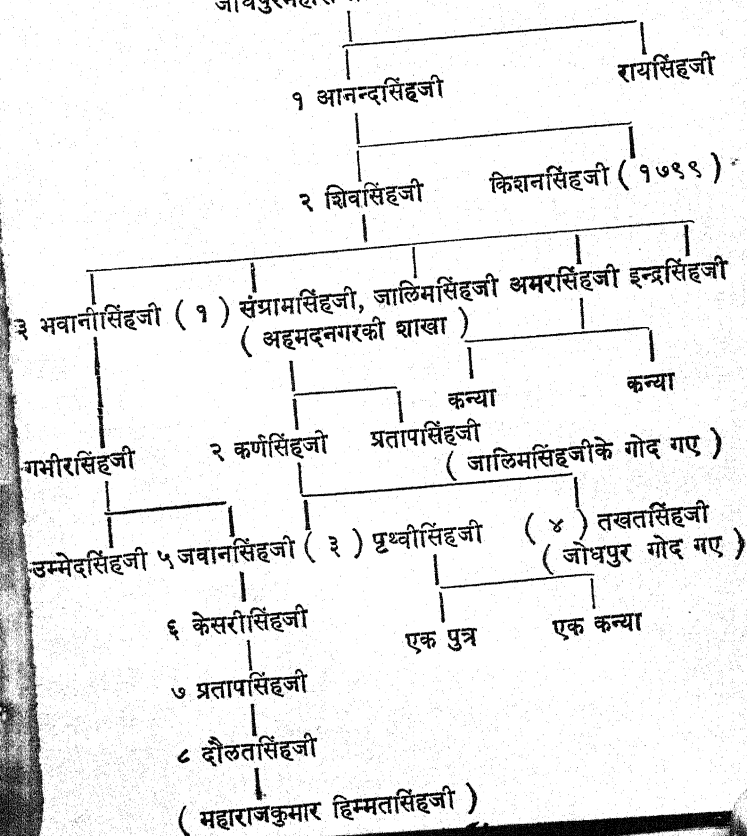 १ आनन्दसिंहजी रायसिंहजी
२ शिवसिंहजी किशनसिंहजी ( १७९९ )
३ भवानीसिंहजी ( १ ) संग्रामसिंहजी, जालिमसिंहजी अमरसिंहजी इन्द्रसिंहजी
( अहमदनगरकी शाखा )
कन्या कन्या
गभीरसिंहजी २ कर्णसिंहजी प्रतापसिंहजी
( जालिमसिंहजीके गोद गए )
उम्मेदसिंहजी ५ जवानसिंहजी ( ३ ) पृथ्वीसिंहजी ( ४ ) तखतसिंहजी
( जोधपुर गोद गए )
६ केसरीसिंहजी एक पुत्र एक कन्या
७ प्रतापसिंहजी
८ दौलतसिंहजी
( महाराजकुमार हिम्मतसिंहजी )